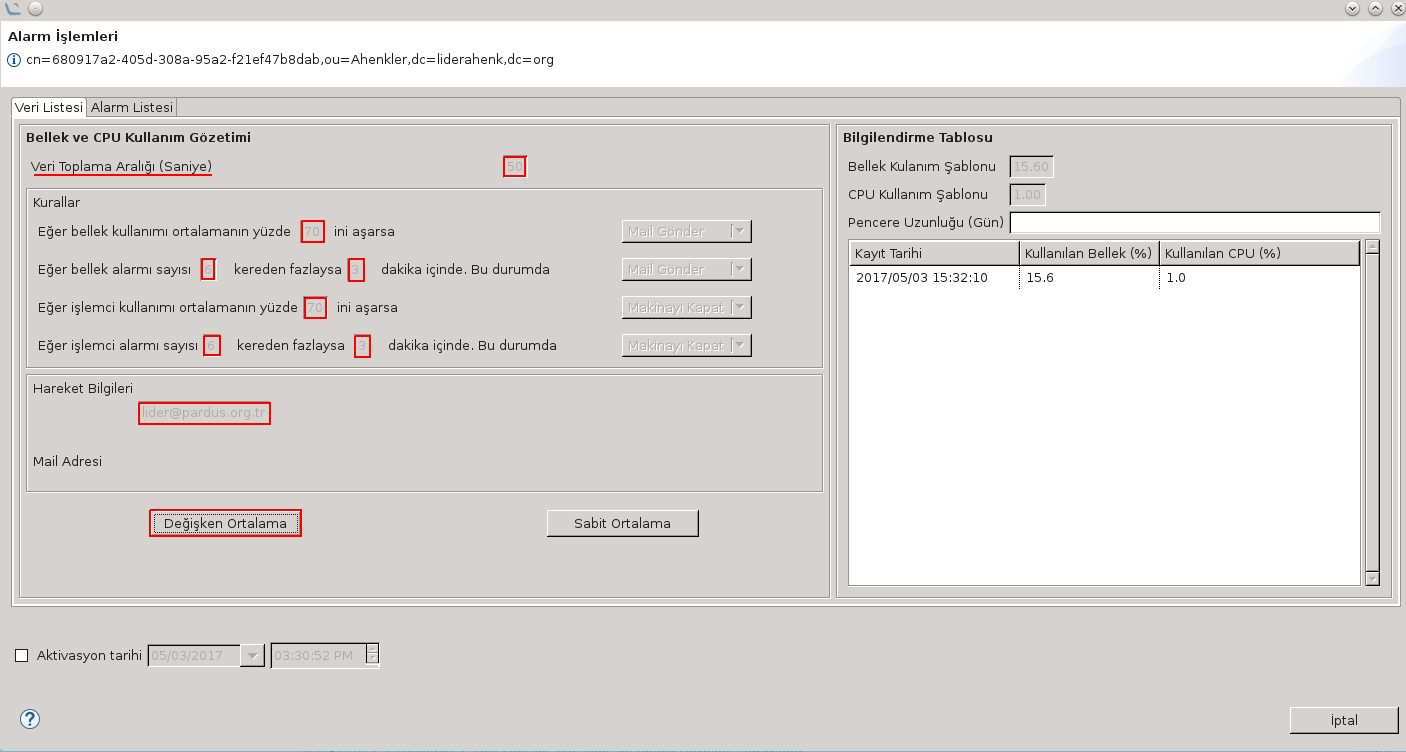 Alarm İşlemleri
cn=680917a2-405d-308a-95a2-f21ef47b8dab,ou=Ahenkler,dc=liderahenk,dc=org
Veri Listesi Alarm Listesi
Bellek ve CPU Kullanım Gözetimi
Veri Toplama Aralığı (Saniye) 50
Kurallar
Eğer bellek kullanımı ortalamanın yüzde 70 ini aşarsa Mail Gönder
Eğer bellek alarmı sayısı 6 kereden fazlaysa 3 dakika içinde. Bu durumda Mail Gönder
Eğer işlemci kullanımı ortalamanın yüzde 70 ini aşarsa Makinayı Kapat
Eğer işlemci alarmı sayısı 6 kereden fazlaysa 3 dakika içinde. Bu durumda Makinayı Kapat
Hareket Bilgileri
lider@pardus.org.tr
Mail Adresi
Değişken Ortalama Sabit Ortalama
Bilgilendirme Tablosu
Bellek Kulanım Şablonu 15.60
CPU Kullanım Şablonu 1.00
Pencere Uzunluğu (Gün)
Kayıt Tarihi Kullanılan Bellek (%) Kullanılan CPU (%)
2017/05/03 15:32:10 15.6 1.0
Aktivasyon tarihi 05/03/2017 03:30:52 PM
? İptal